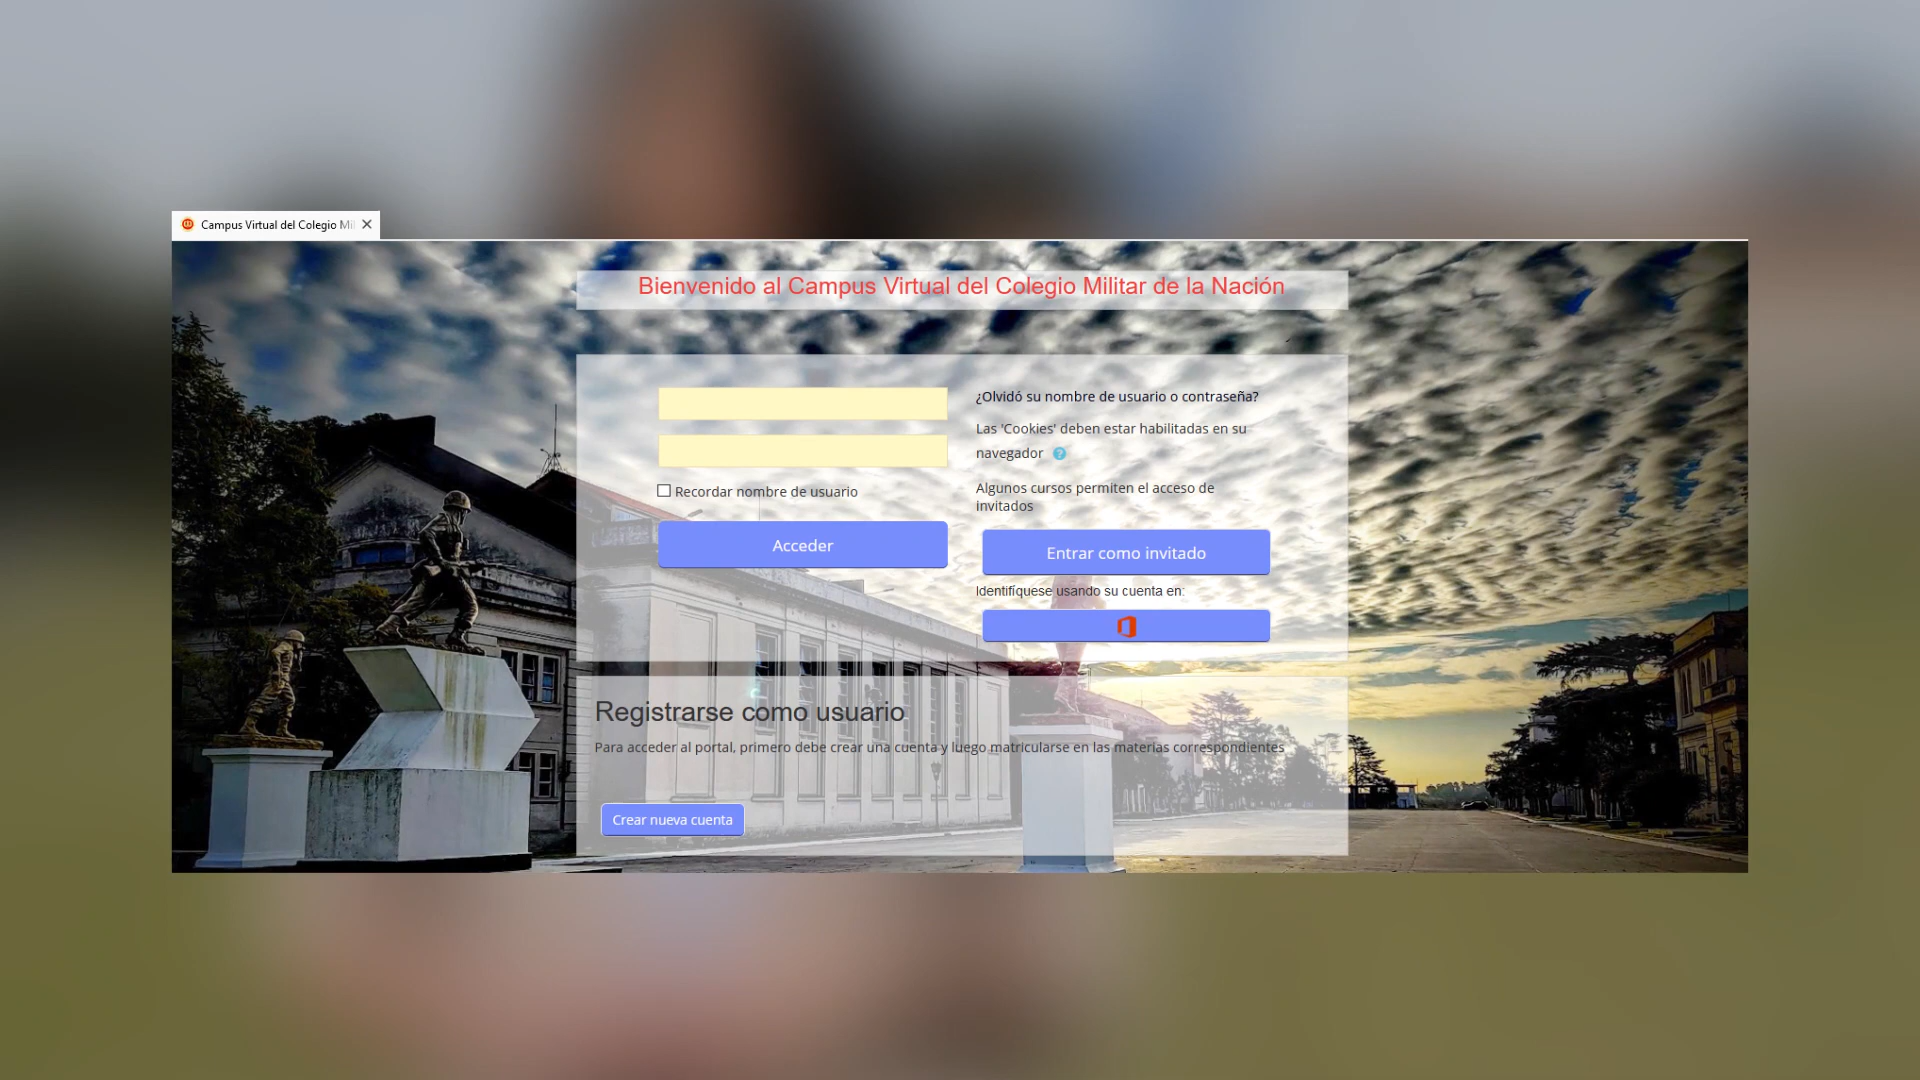 Campus Virtual del Colegio Mil
Bienvenido al Campus Virtual del Colegio Militar de la Nación
¿Olvidó su nombre de usuario o contraseña?
Las 'Cookies' deben estar habilitadas en su
navegador ?
Recordar nombre de usuario
Algunos cursos permiten el acceso de
invitados
Acceder
Entrar como invitado
Identifíquese usando su cuenta en:
Registrarse como usuario
Para acceder al portal, primero debe crear una cuenta y luego matricularse en las materias correspondientes
Crear nueva cuenta